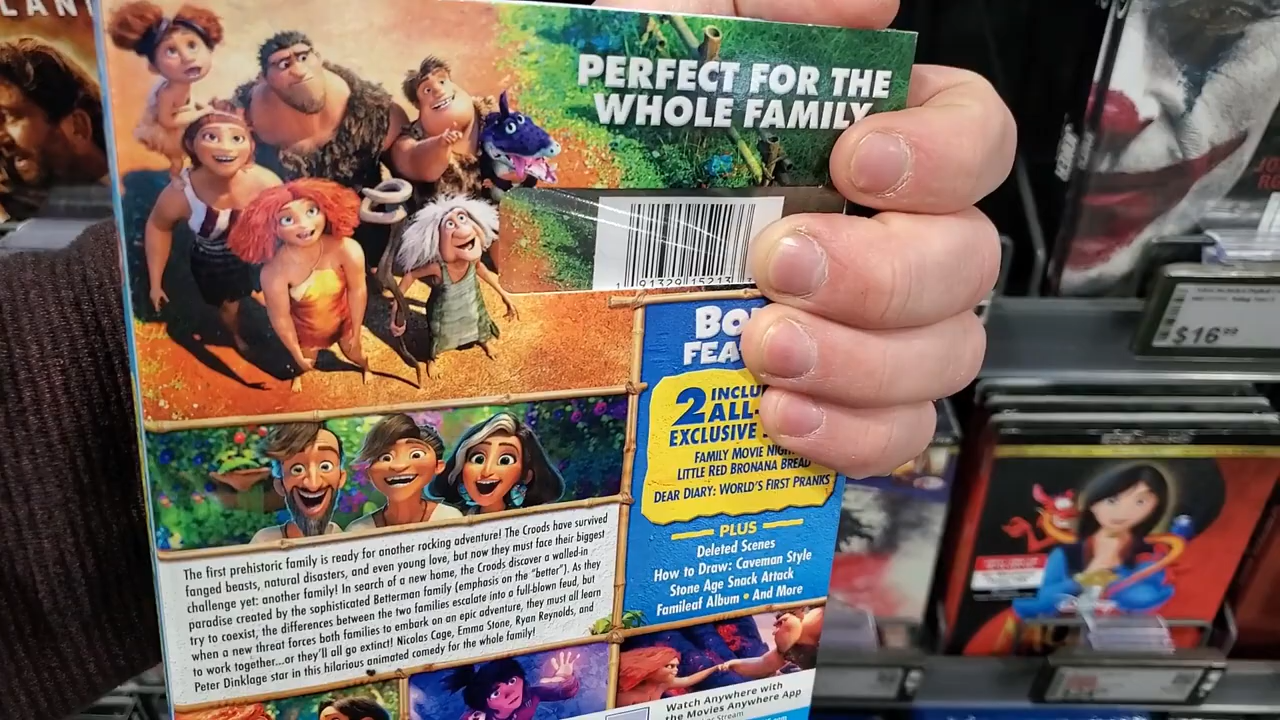 LAN
PERFECT FOR THE
WHOLE FAMILY
91329 15213
BO
FEA
2 INCLU
ALL-
EXCLUSIVE
FAMILY MOVIE NIGH
LITTLE RED BRONANA BREAD
DEAR DIARY: WORLD'S FIRST PRANKS
PLUS
Deleted Scenes
How to Draw: Caveman Style
Stone Age Snack Attack
Famileaf Album • And More
The first prehistoric family is ready for another rocking adventure! The Croods have survived
fanged beasts, natural disasters, and even young love, but now they must face their biggest
challenge yet: another family! In search of a new home, the Croods discover a walled-in
paradise created by the sophisticated Betterman family (emphasis on the "better"). As they
try to coexist, the differences between the two families escalate into a full-blown feud, but
when a new threat forces both families to embark on an epic adventure, they must all learn
to work together...or they'll all go extinct! Nicolas Cage, Emma Stone, Ryan Reynolds, and
Peter Dinklage star in this hilarious animated comedy for the whole family!
Watch Anywhere with
the Movies Anywhere App
or Stream
$16 99